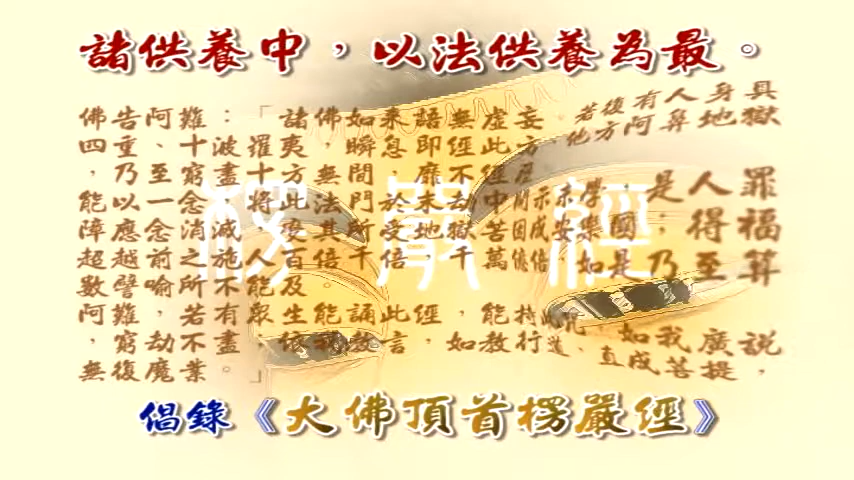 諸供養中，以法供養為最。
佛告阿難：「諸佛如來語無虛妄。若復有人身具
四重、十波羅夷，瞬息即經此方、他方阿鼻地獄
，乃至窮盡十方無間，靡不經
能以一念，將此法門於末劫中開示未學，是人罪
障應念消滅，變其所受地獄苦因成安樂國；得福
超越前之施人百倍千倍，千萬億倍，如是乃至算
數譬喻所不能及。
阿難，若有眾生能誦此經，能持此咒，如我廣說
，窮劫不盡。依我教言，如教行道，直成菩提，
無復魔業。」
楞嚴經
倡錄《大佛頂首楞嚴經》